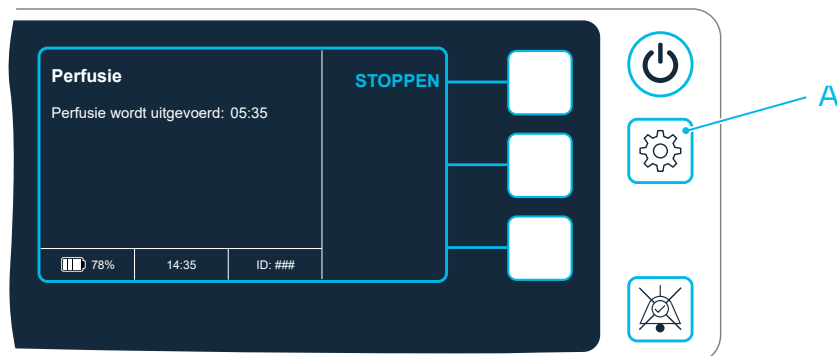 Perfusie
STOPPEN
Perfusie wordt uitgevoerd: 05:35
A
78%
14:35
ID: ###